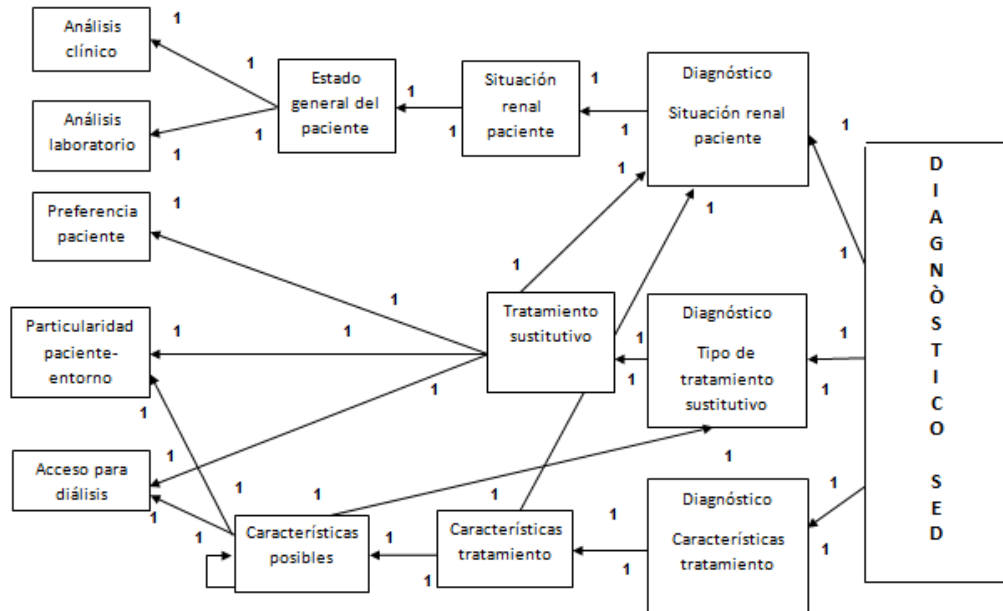 Análisis
clínico
1
1
Estado
general del
paciente
1
1
Situación
renal
paciente
1
1
Diagnóstico
Situación renal
paciente
1
Análisis
laboratorio
1
1
1
1
Preferencia
paciente
1
1
1
1
Tratamiento
sustitutivo
1
1
Diagnóstico
Tipo de
tratamiento
sustitutivo
1
1
Particularidad
paciente-
entorno
1
1
1
1
Acceso para
diálisis
1
1
1
1
1
1
Características
posibles
1
1
1
Características
tratamiento
1
1
Diagnóstico
Características
tratamiento
1
1
D
I
A
G
N
Ò
S
T
I
C
O
S
E
D